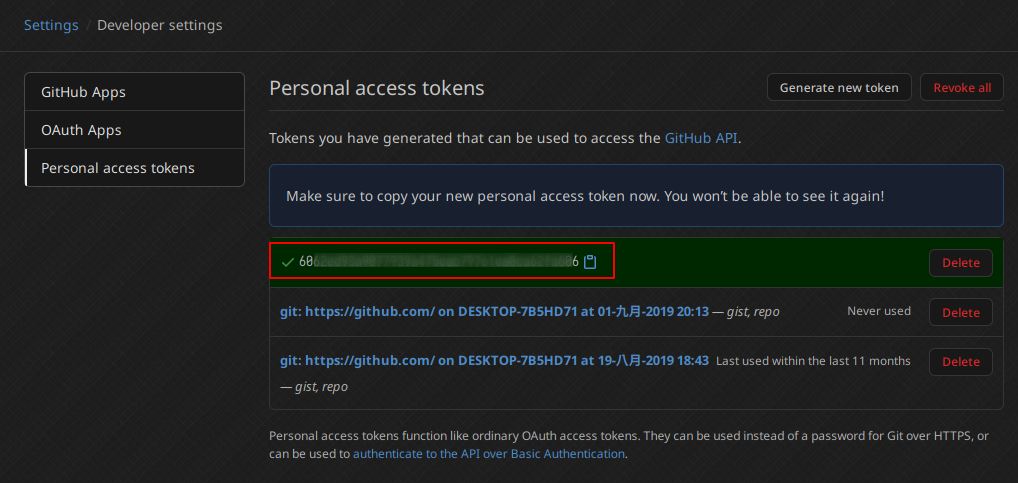 Settings / Developer settings
GitHub Apps
OAuth Apps
Personal access tokens
Personal access tokens
Generate new token
Revoke all
Tokens you have generated that can be used to access the GitHub API.
Make sure to copy your new personal access token now. You won't be able to see it again!
Delete
git: https://github.com/ on DESKTOP-7B5HD71 at 01-九月-2019 20:13 — gist, repo
Never used
Delete
git: https://github.com/ on DESKTOP-7B5HD71 at 19-八月-2019 18:43 Last used within the last 11 months
— gist, repo
Delete
Personal access tokens function like ordinary OAuth access tokens. They can be used instead of a password for Git over HTTPS, or
can be used to authenticate to the API over Basic Authentication.